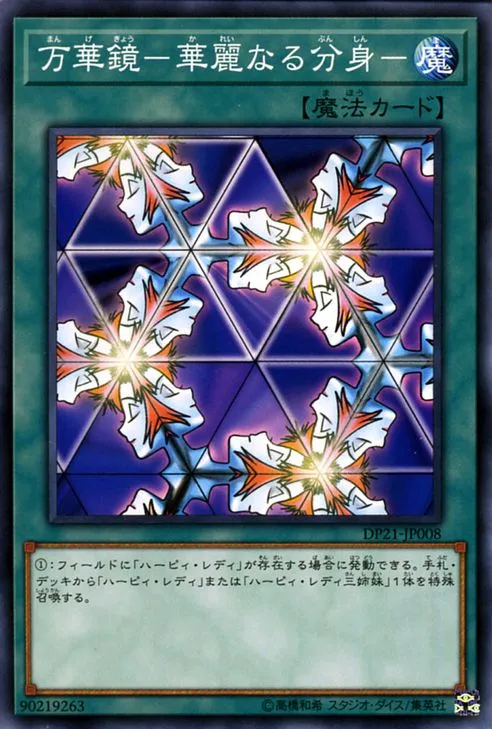 万華鏡－華麗なる分身－ 魔
【魔法カード】
DP21-JP008
①：フィールドに「ハーピィ・レディ」が存在する場合に発動できる。手札・
デッキから「ハーピィ・レディ」または「ハーピィ・レディ三姉妹」１体を特殊
召喚する。
90219263 ©高橋和希 スタジオ・ダイス/集英社